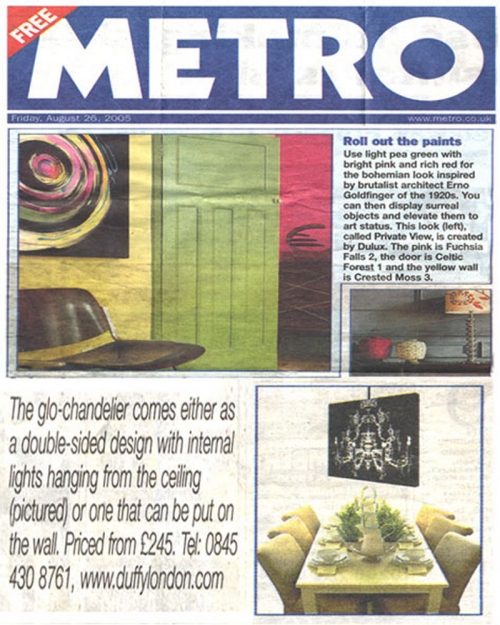 FREE
METRO
Friday, August 26, 2005 www.metro.co.uk
Roll out the paints
Use light pea green with
bright pink and rich red for
the bohemian look inspired
by brutalist architect Erno
Goldfinger of the 1920s. You
can then display surreal
objects and elevate them to
art status. This look (left),
called Private View, is created
by Dulux. The pink is Fuchsia
Falls 2, the door is Celtic
Forest 1 and the yellow wall
is Crested Moss 3.
The glo-chandelier comes either as
a double-sided design with internal
lights hanging from the ceiling
(pictured) or one that can be put on
the wall. Priced from £245. Tel: 0845
430 8761, www.duffylondon.com